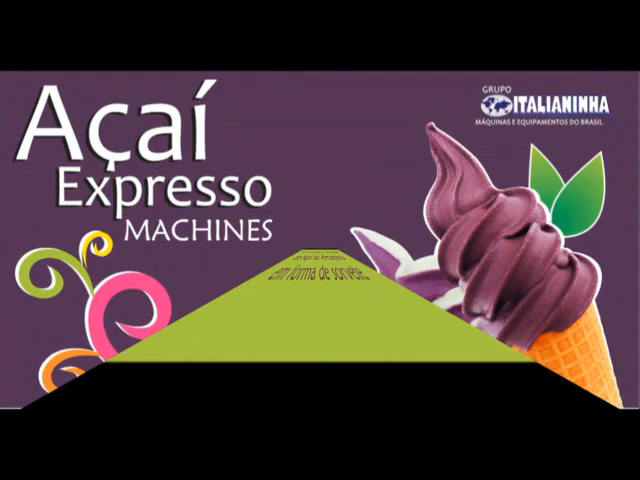 Açaí
Expresso
MACHINES
GRUPO
ITALIANINHA
MÁQUINAS E EQUIPAMENTOS DO BRASIL
em forma de sorvete